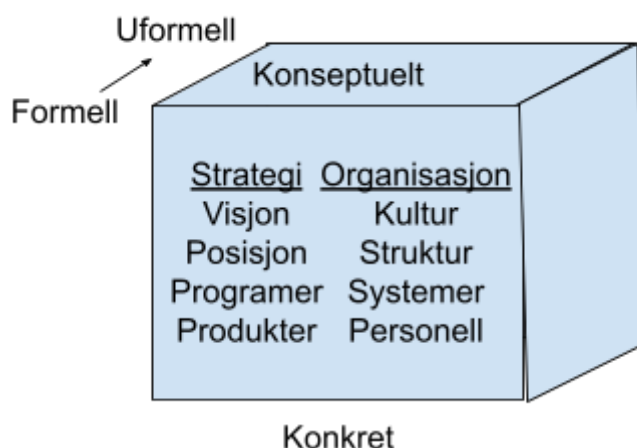 Uformell
Konseptuelt
Formell
Strategi Organisasjon
Visjon Kultur
Posisjon Struktur
Programer Systemer
Produkter Personell
Konkret